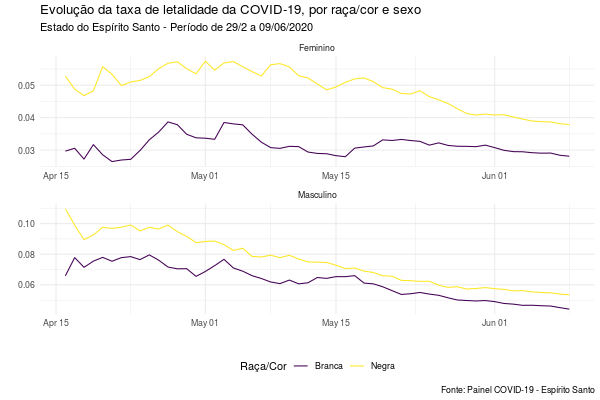 Evolução da taxa de letalidade da COVID-19, por raça/cor e sexo
Estado do Espírito Santo - Período de 29/2 a 09/06/2020
Feminino
0.05
0.04
0.03
Apr 15 May 01 May 15 Jun 01
Masculino
0.10
0.08
0.06
Apr 15 May 01 May 15 Jun 01
Raça/Cor Branca Negra
Fonte: Painel COVID-19 - Espírito Santo